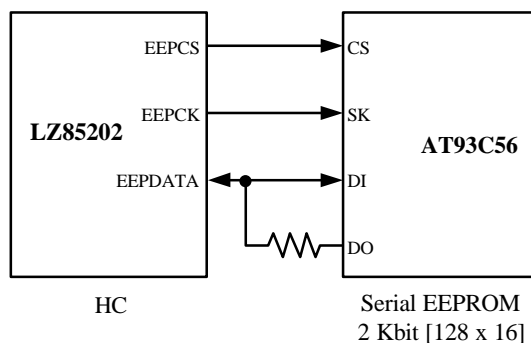 EEPCS
CS
LZ85202
EEPCK
SK
AT93C56
EEPDATA
DI
DO
HC
Serial EEPROM
2 Kbit [128 x 16]